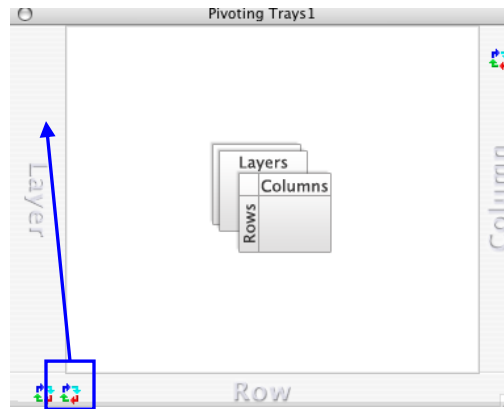 Pivoting Trays1
Layer
Layers
Columns
Rows
Column
Row